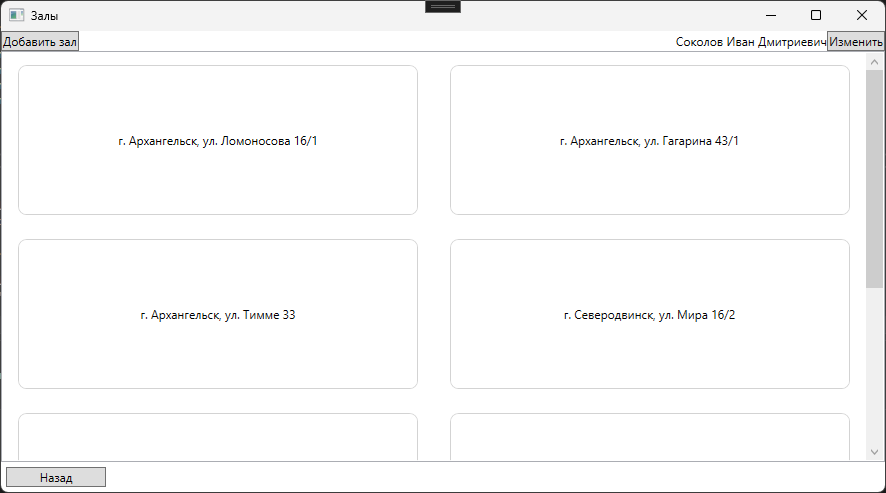 Залы
Добавить зал
Соколов Иван Дмитриевич
Изменить
г. Архангельск, ул. Ломоносова 16/1
г. Архангельск, ул. Гагарина 43/1
г. Архангельск, ул. Тимме 33
г. Северодвинск, ул. Мира 16/2
Назад